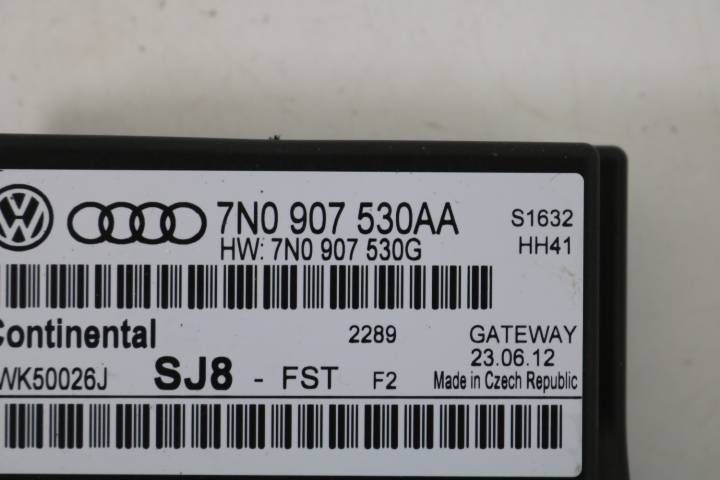 7N0 907 530AA S1632
HW: 7N0 907 530G HH41
Continental 2289 GATEWAY
23.06.12
WK50026J SJ8 - FST F2 Made in Czech Republic